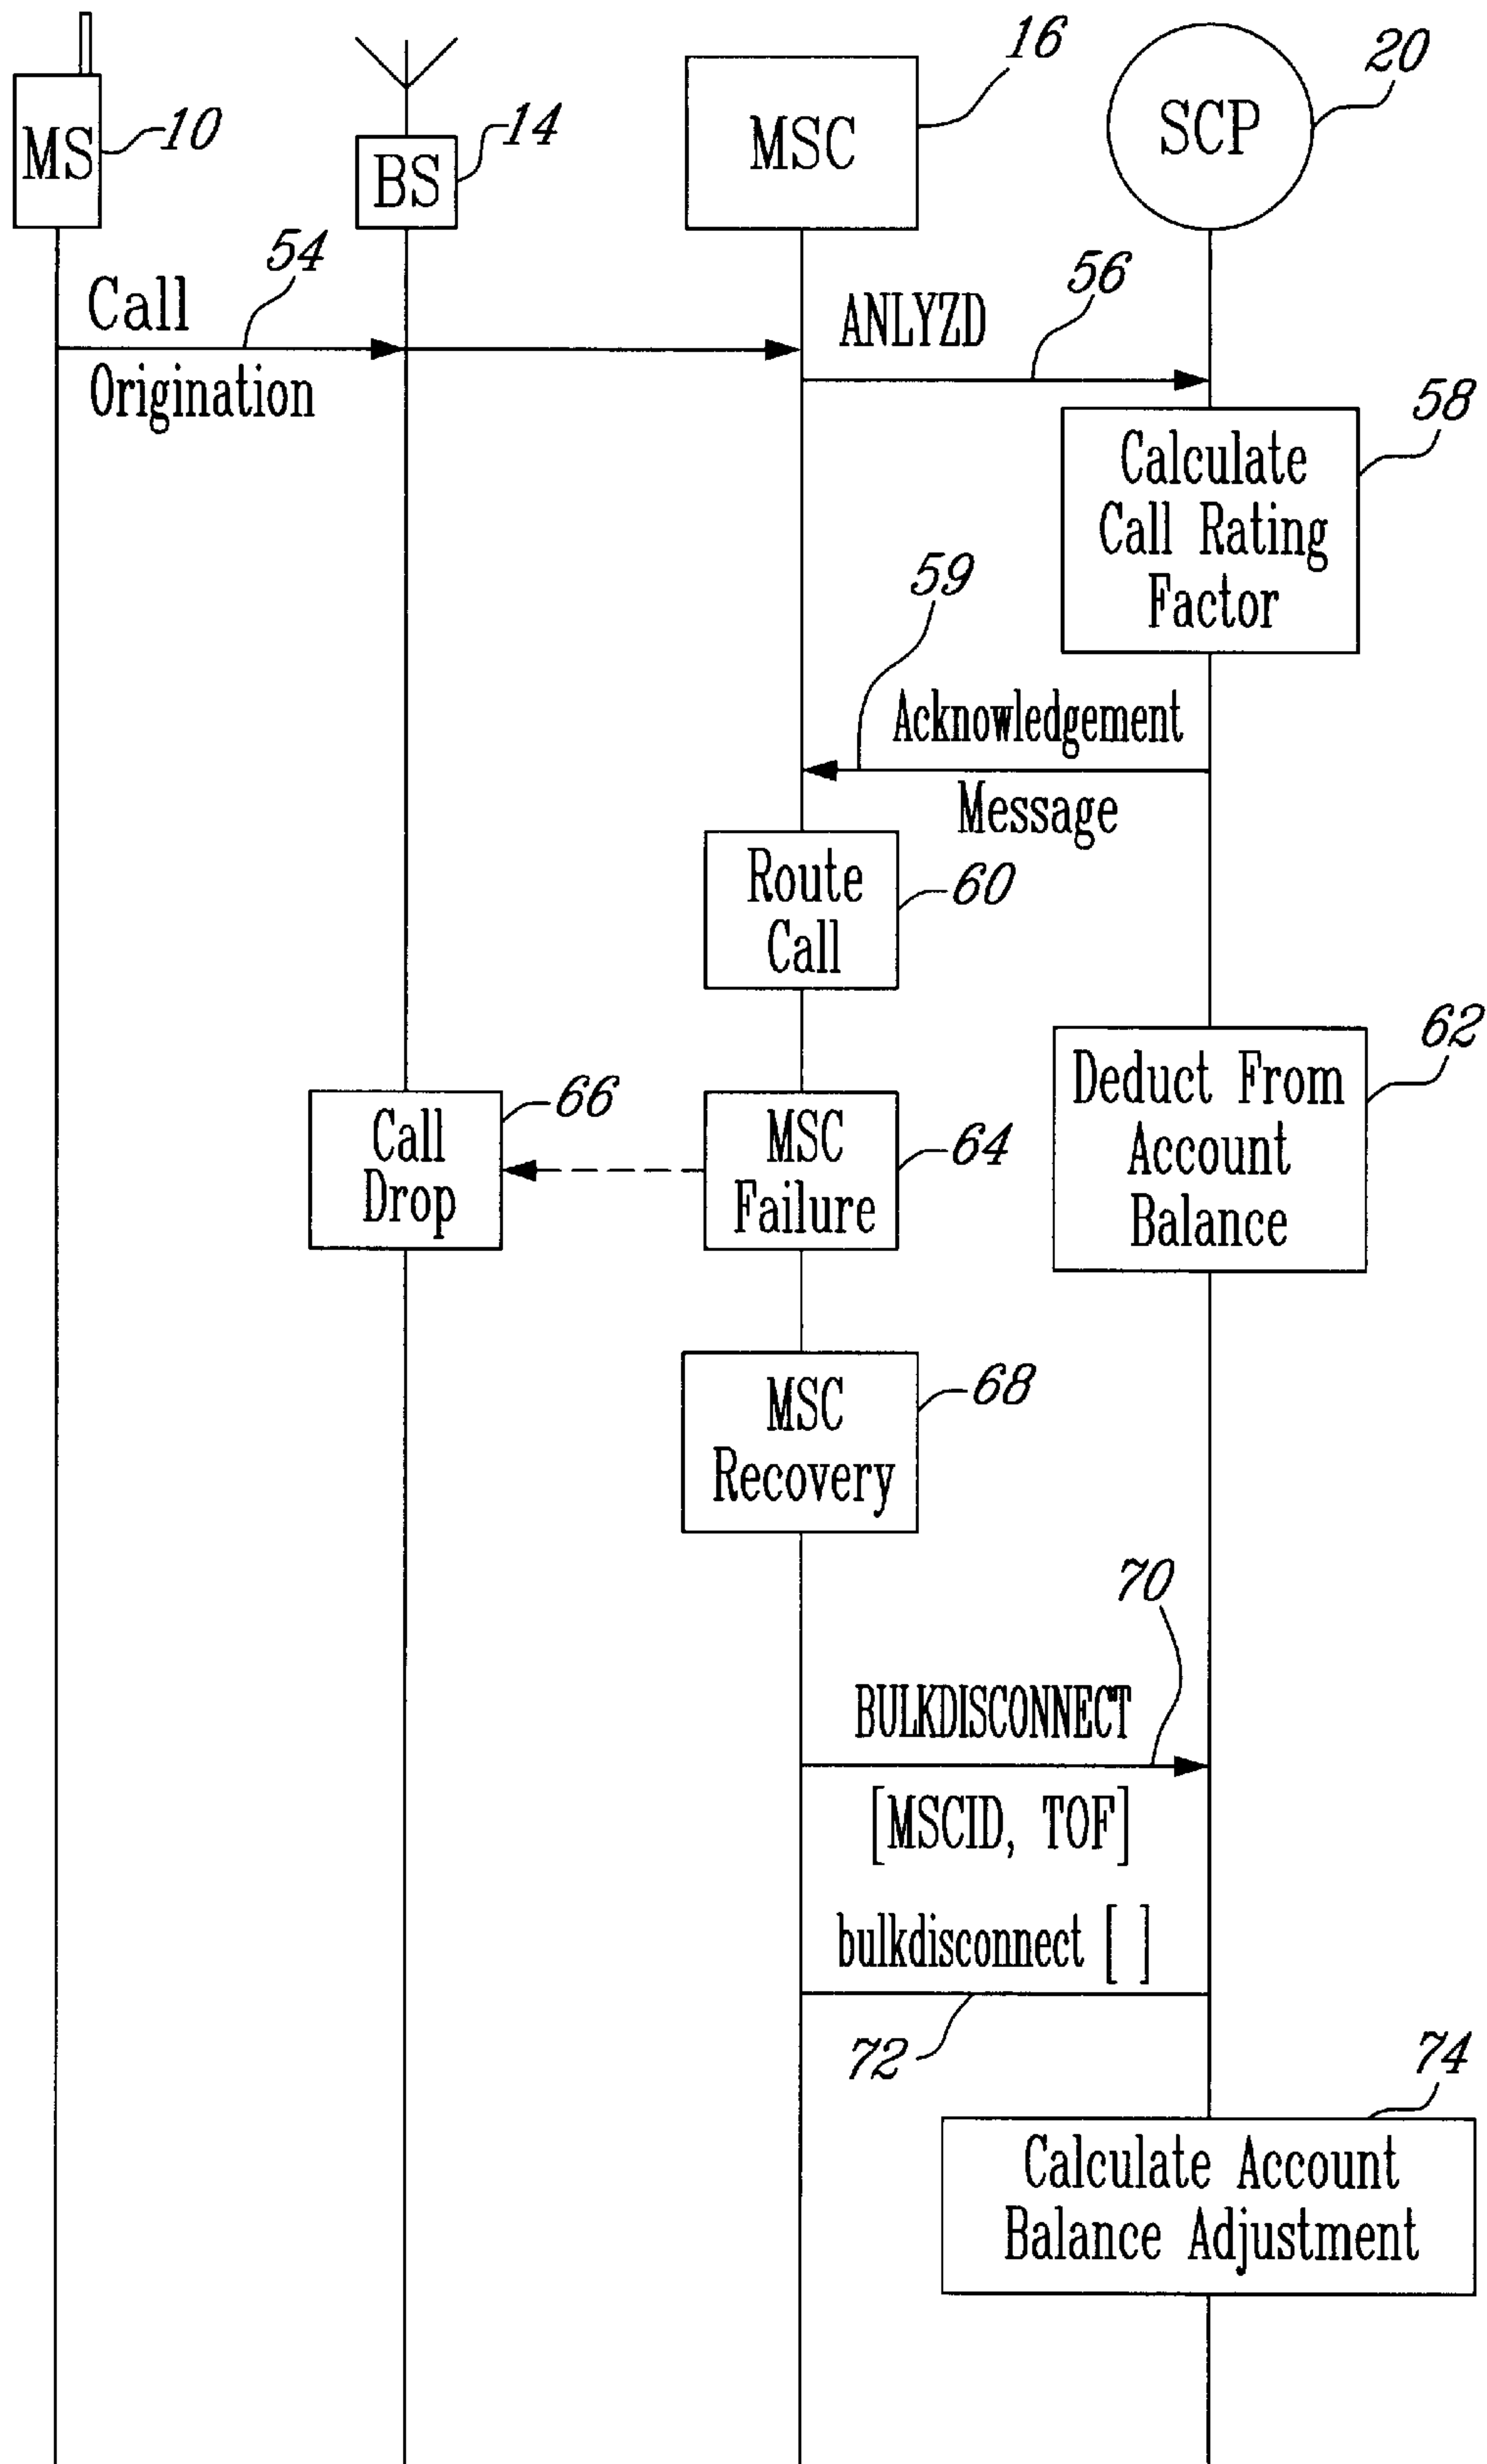 MS
10
BS
14
MSC
16
SCP
20
Call
Origination
54
ANLYZD
56
Calculate
Call Rating
Factor
58
59
Acknowledgement
Message
Route
Call
60
Deduct From
Account
Balance
62
Call
Drop
66
MSC
Failure
64
MSC
Recovery
68
70
BULKDISCONNECT
[MSCID, TOF]
bulkdisconnect [ ]
72
74
Calculate Account
Balance Adjustment